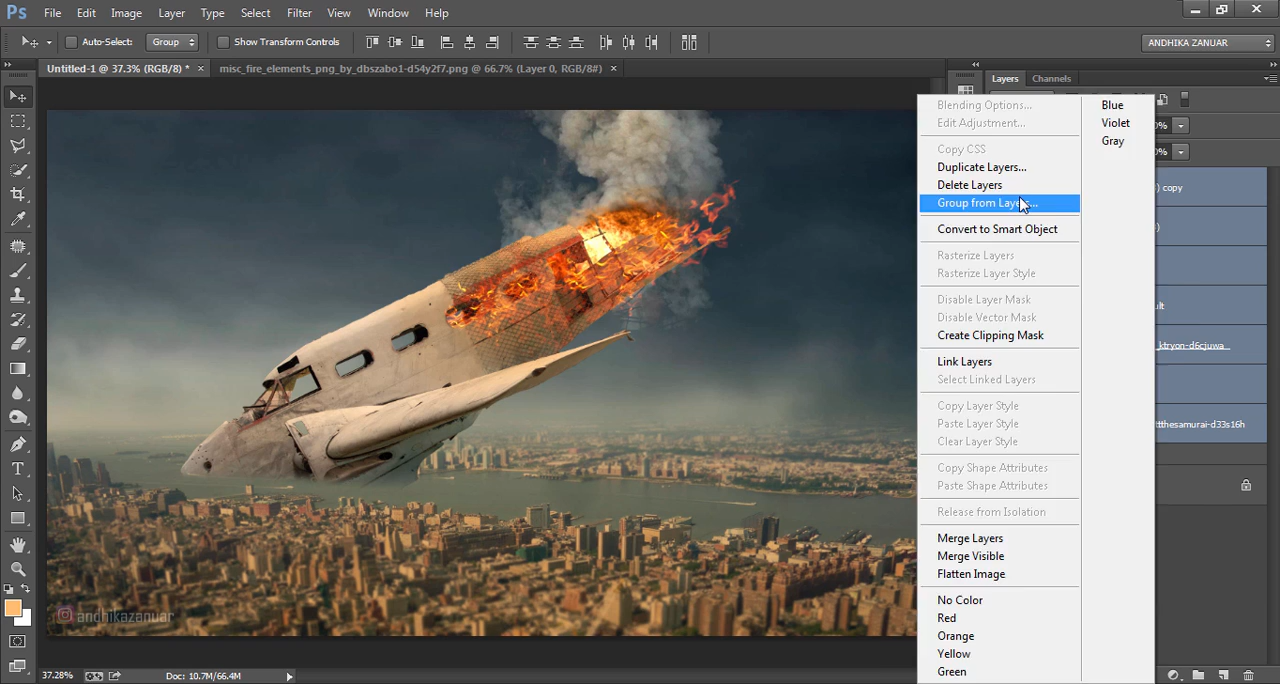 Ps File Edit Image Layer Type Select Filter View Window Help
Auto-Select: Group Show Transform Controls ANDHIKA ZANUAR
Untitled-1 @ 37.3% (RGB/8) * × misc_fire_elements_png_by_dbszabo1-d54y2f7.png @ 66.7% (Layer 0, RGB/8#) ×
Layers Channels
Blending Options...
Edit Adjustment...
Copy CSS
Duplicate Layers...
Delete Layers
Group from
Convert to Smart Object
Rasterize Layers
Rasterize Layer Style
Disable Layer Mask
Disable Vector Mask
Create Clipping Mask
Link Layers
Select Linked Layers
Copy Layer Style
Paste Layer Style
Clear Layer Style
Copy Shape Attributes
Paste Shape Attributes
Release from Isolation
Merge Layers
Merge Visible
Flatten Image
No Color
Red
Orange
Yellow
Green
Blue
Violet
Gray
copy
_ktryon-d6cjuwa
ttthesamurai-d33s16h
andhikazanuar
37.28% Doc: 10.7M/66.4M